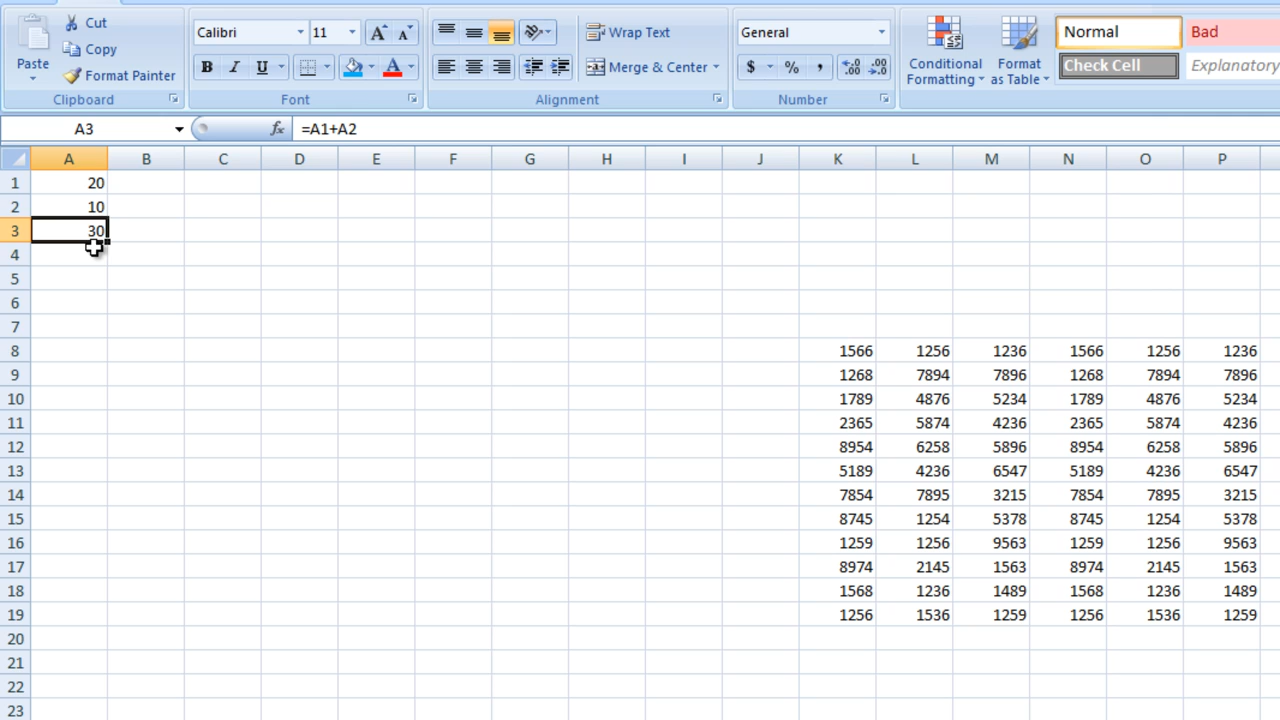 Paste
Cut
Copy
Format Painter
Clipboard
Calibri 11 A A
B I U A
Font
Wrap Text
Merge & Center
Alignment
General
$ % , .00 .00
Number
Conditional Formatting
Format as Table
Normal Bad
Check Cell Explanatory
A3 fx =A1+A2
A B C D E F G H I J K L M N O P
1 20
2 10
3 30
4
5
6
7
8 1566 1256 1236 1566 1256 1236
9 1268 7894 7896 1268 7894 7896
10 1789 4876 5234 1789 4876 5234
11 2365 5874 4236 2365 5874 4236
12 8954 6258 5896 8954 6258 5896
13 5189 4236 6547 5189 4236 6547
14 7854 7895 3215 7854 7895 3215
15 8745 1254 5378 8745 1254 5378
16 1259 1256 9563 1259 1256 9563
17 8974 2145 1563 8974 2145 1563
18 1568 1236 1489 1568 1236 1489
19 1256 1536 1259 1256 1536 1259
20
21
22
23